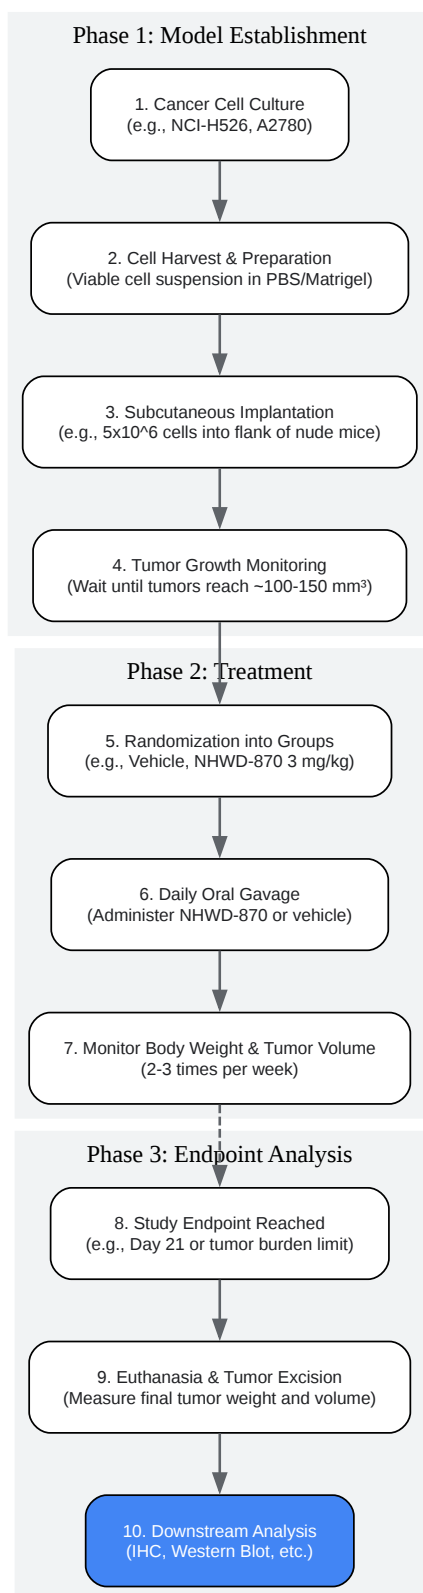 Phase 1: Model Establishment
1. Cancer Cell Culture
(e.g., NCI-H526, A2780)
2. Cell Harvest & Preparation
(Viable cell suspension in PBS/Matrigel)
3. Subcutaneous Implantation
(e.g., 5x10^6 cells into flank of nude mice)
4. Tumor Growth Monitoring
(Wait until tumors reach ~100-150 mm³)
Phase 2: Treatment
5. Randomization into Groups
(e.g., Vehicle, NHWD-870 3 mg/kg)
6. Daily Oral Gavage
(Administer NHWD-870 or vehicle)
7. Monitor Body Weight & Tumor Volume
(2-3 times per week)
Phase 3: Endpoint Analysis
8. Study Endpoint Reached
(e.g., Day 21 or tumor burden limit)
9. Euthanasia & Tumor Excision
(Measure final tumor weight and volume)
10. Downstream Analysis
(IHC, Western Blot, etc.)